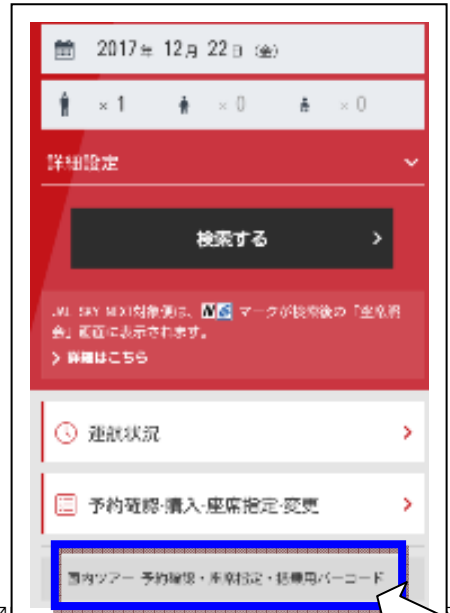 2017年 12月 22日 (金)
×1 ×0 ×0
詳細設定
検索する
JAL SKY NEXT対象便は、 マークが検索後の「座席照
会」画面に表示されます。
> 詳細はこちら
運航状況
予約確認・購入・座席指定・変更
国内ツアー 予約確認・座席指定・搭乗用バーコード